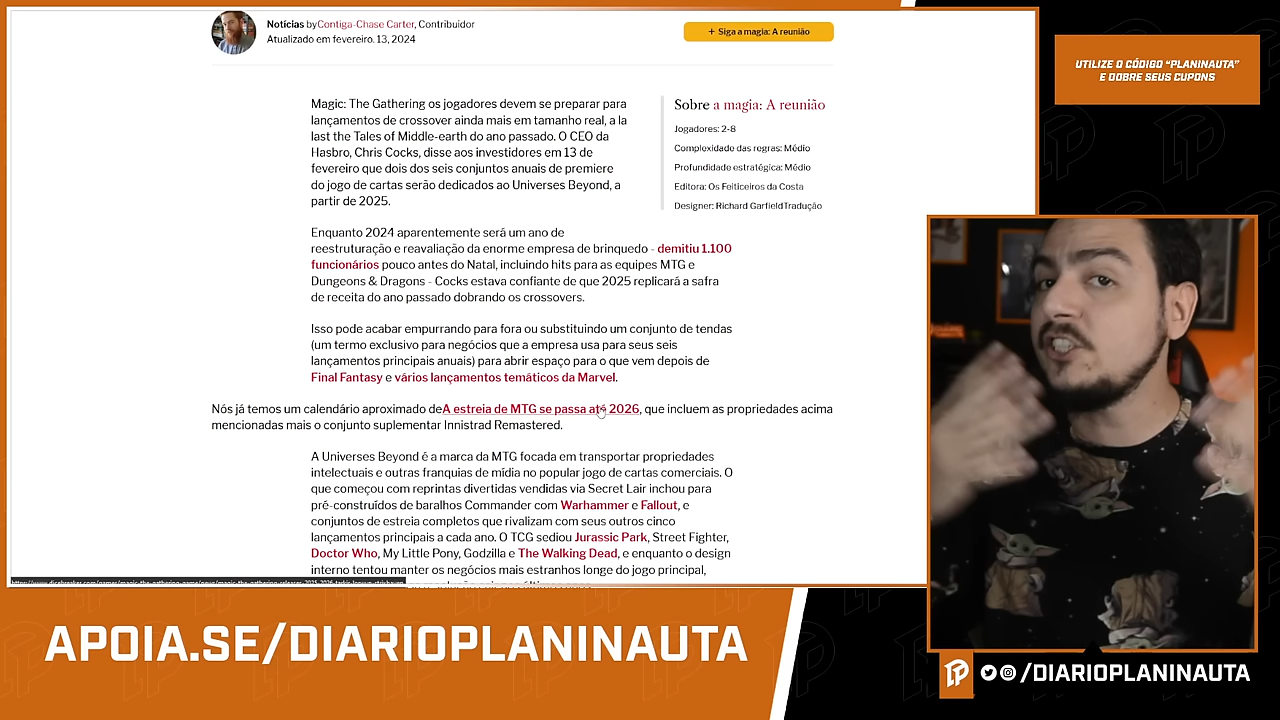 Notícias byContiga-Chase Carter, Contribuidor
Atualizado em fevereiro. 13, 2024
+ Siga a magia: A reunião
Magic: The Gathering os jogadores devem se preparar para
lançamentos de crossover ainda mais em tamanho real, a la
last the Tales of Middle-earth do ano passado. O CEO da
Hasbro, Chris Cocks, disse aos investidores em 13 de
fevereiro que dois dos seis conjuntos anuais de premiere
do jogo de cartas serão dedicados ao Universes Beyond, a
partir de 2025.
Sobre a magia: A reunião
Jogadores: 2-8
Complexidade das regras: Médio
Profundidade estratégica: Médio
Editora: Os Feiticeiros da Costa
Designer: Richard GarfieldTradução
Enquanto 2024 aparentemente será um ano de
reestruturação e reavaliação da enorme empresa de brinquedo - demitiu 1.100
funcionários pouco antes do Natal, incluindo hits para as equipes MTG e
Dungeons & Dragons - Cocks estava confiante de que 2025 replicará a safra
de receita do ano passado dobrando os crossovers.
Isso pode acabar empurrando para fora ou substituindo um conjunto de tendas
(um termo exclusivo para negócios que a empresa usa para seus seis
lançamentos principais anuais) para abrir espaço para o que vem depois de
Final Fantasy e vários lançamentos temáticos da Marvel.
Nós já temos um calendário aproximado deA estreia de MTG se passa até 2026, que incluem as propriedades acima
mencionadas mais o conjunto suplementar Innistrad Remastered.
A Universes Beyond é a marca da MTG focada em transportar propriedades
intelectuais e outras franquias de mídia no popular jogo de cartas comerciais. O
que começou com reprintas divertidas vendidas via Secret Lair inchou para
pré-construídos de baralhos Commander com Warhammer e Fallout, e
conjuntos de estreia completos que rivalizam com seus outros cinco
lançamentos principais a cada ano. O TCG sediou Jurassic Park, Street Fighter,
Doctor Who, My Little Pony, Godzilla e The Walking Dead, e enquanto o design
interno tentou manter os negócios mais estranhos longe do jogo principal,
UTILIZE O CÓDIGO “PLANINAUTA”
E DOBRE SEUS CUPONS
APOIA.SE/DIARIOPLANINAUTA
/DIARIOPLANINAUTA